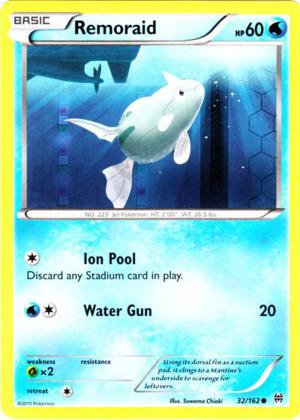 BASIC Remoraid HP60
NO. 223 Jet Pokémon HT. 2'00" WT. 26.5 lbs.
Ion Pool
Discard any Stadium card in play.
Water Gun 20
weakness resistance
×2
retreat
Using its dorsal fin as a suction
pad, it clings to a Mantine's
underside to scavenge for
leftovers.
©2015 Pokémon Illus. Suwama Chiaki 32/162